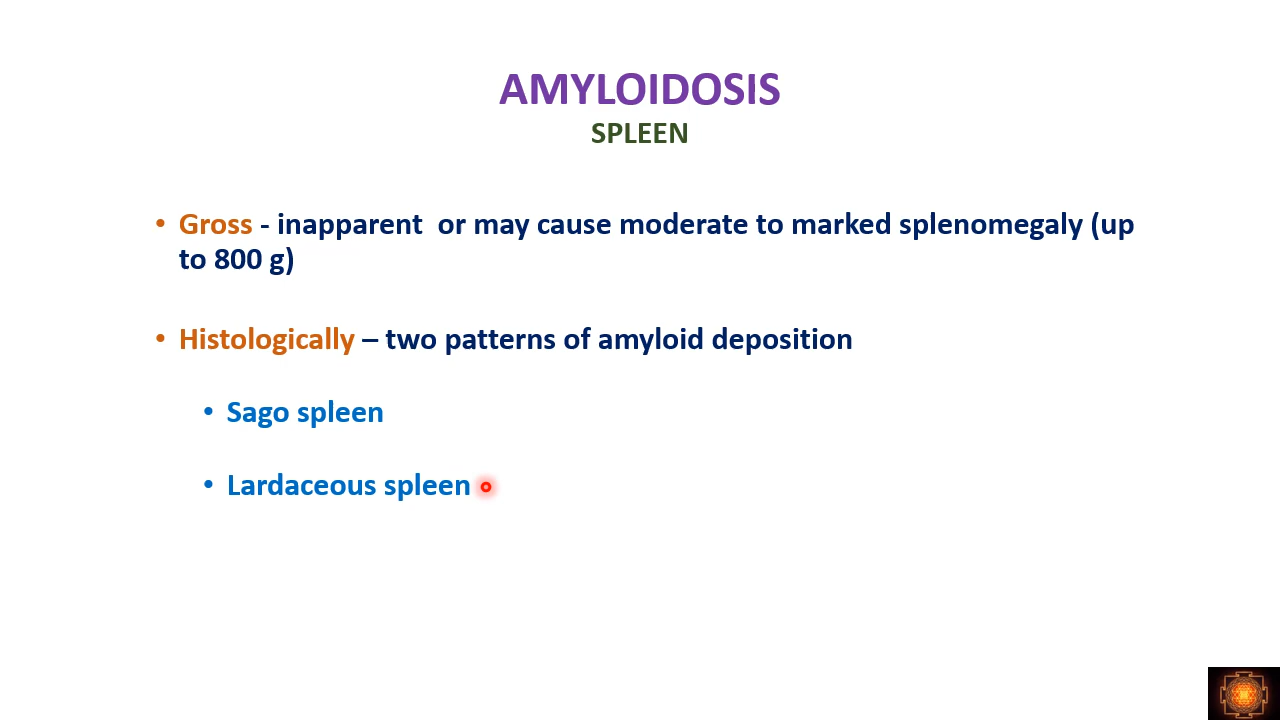 AMYLOIDOSIS
SPLEEN
• Gross - inapparent  or may cause moderate to marked splenomegaly (up
to 800 g)
• Histologically – two patterns of amyloid deposition
• Sago spleen
• Lardaceous spleen